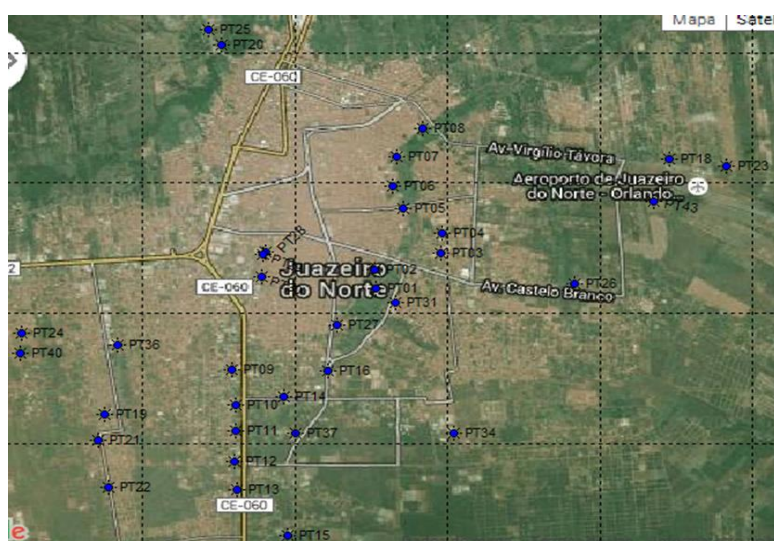 Mapa
PT25
PT20
CE-060
PT08
Av. Virgílio Távora
PT07
PT18
PT23
PT06
Aeroporto de Juazeiro
do Norte - Orlando
PT43
PT05
PT04
PT28
PT03
2
Juazeiro
do Norte
PT02
PT01
CE-060
PT26
Av. Castelo Branco
PT31
PT27
PT24
PT36
PT40
PT09
PT16
PT14
PT10
PT19
PT11
PT37
PT34
PT21
PT12
PT22
PT13
CE-060
PT15